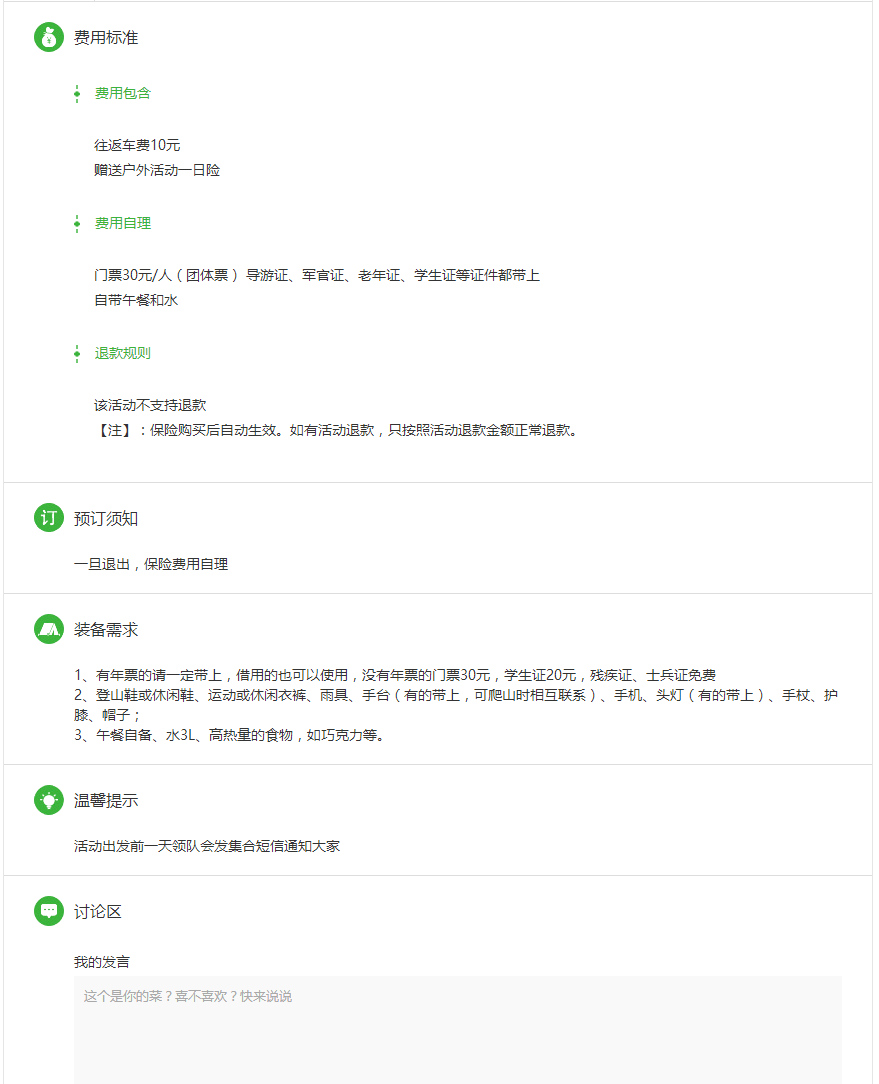 费用标准
费用包含
往返车费10元
赠送户外活动一日险
费用自理
门票30元/人（团体票） 导游证、军官证、老年证、学生证等证件都带上
自带午餐和水
退款规则
该活动不支持退款
【注】：保险购买后自动生效。如有活动退款，只按照活动退款金额正常退款。
订
预订须知
一旦退出，保险费用自理
装备需求
1、有年票的请一定带上，借用的也可以使用，没有年票的门票30元，学生证20元，残疾证、士兵证免费
2、登山鞋或休闲鞋、运动或休闲衣裤、雨具、手台（有的带上，可爬山时相互联系）、手机、头灯（有的带上）、手杖、护
膝、帽子；
3、午餐自备、水3L、高热量的食物，如巧克力等。
温馨提示
活动出发前一天领队会发集合短信通知大家
讨论区
我的发言
这个是你的菜？喜不喜欢？快来说说